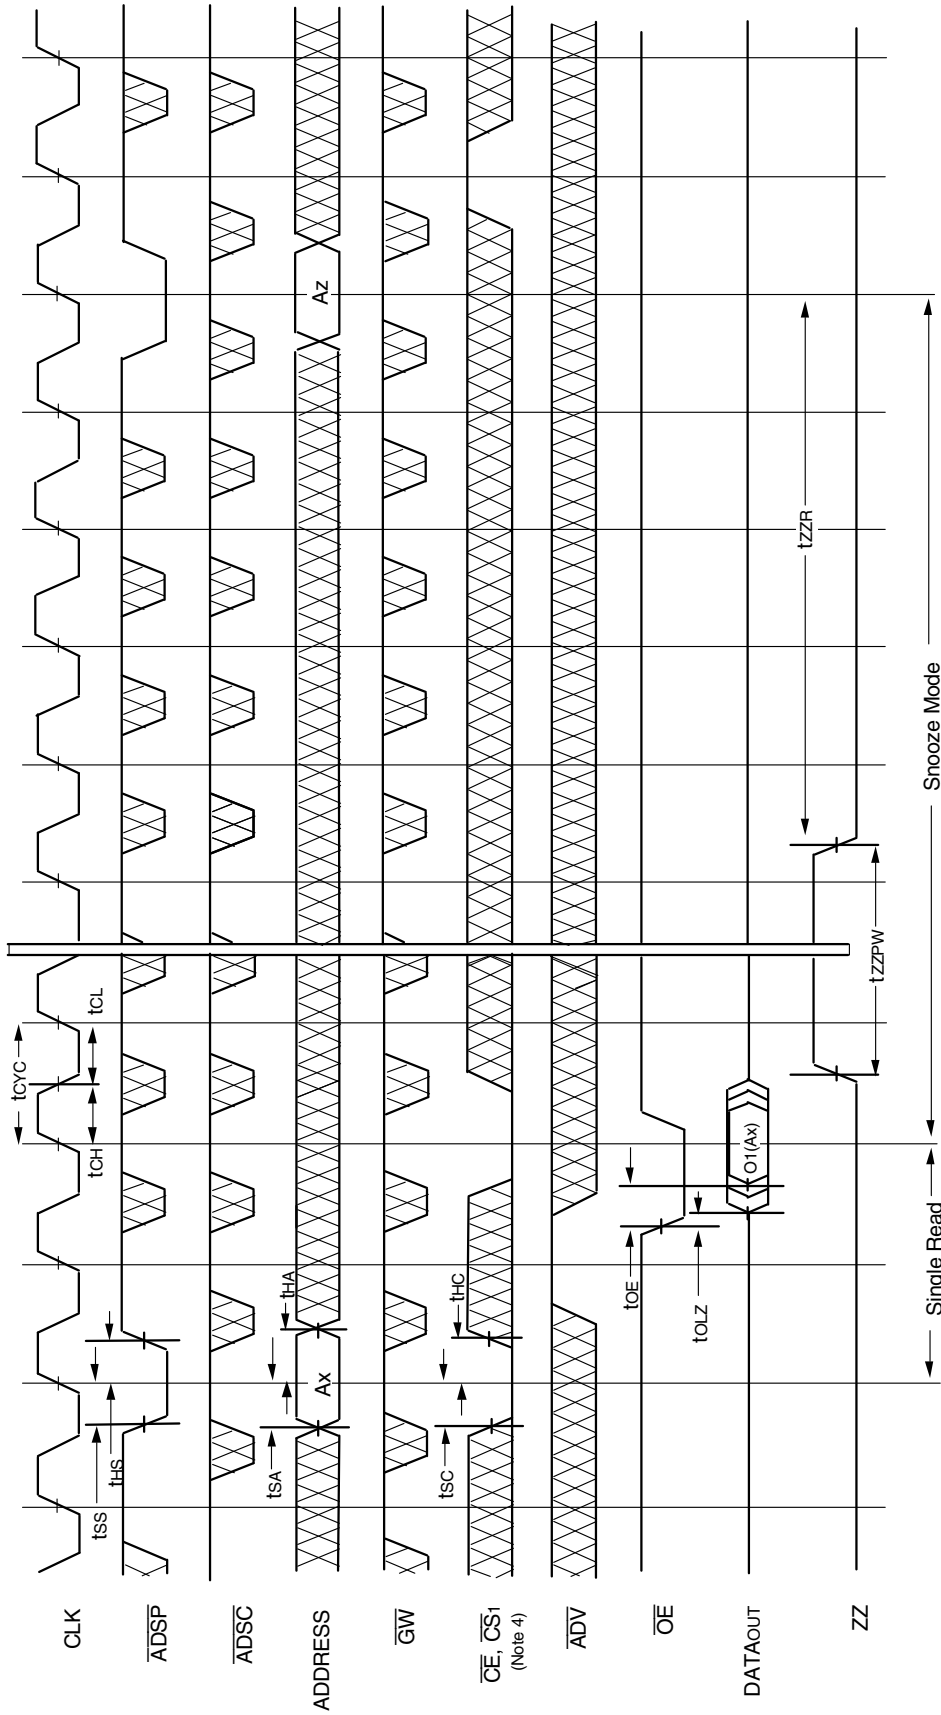 CLK
tSS
tHS
tCH
tCYC
tCL
ADSP
ADSC
ADDRESS
tSA
Ax
tHA
Az
GW
CE, CS1
(Note 4)
tSC
tHC
ADV
OE
tOE
tOLZ
DATAOUT
O1(Ax)
ZZ
tZZPW
tZZR
Single Read
Snooze Mode